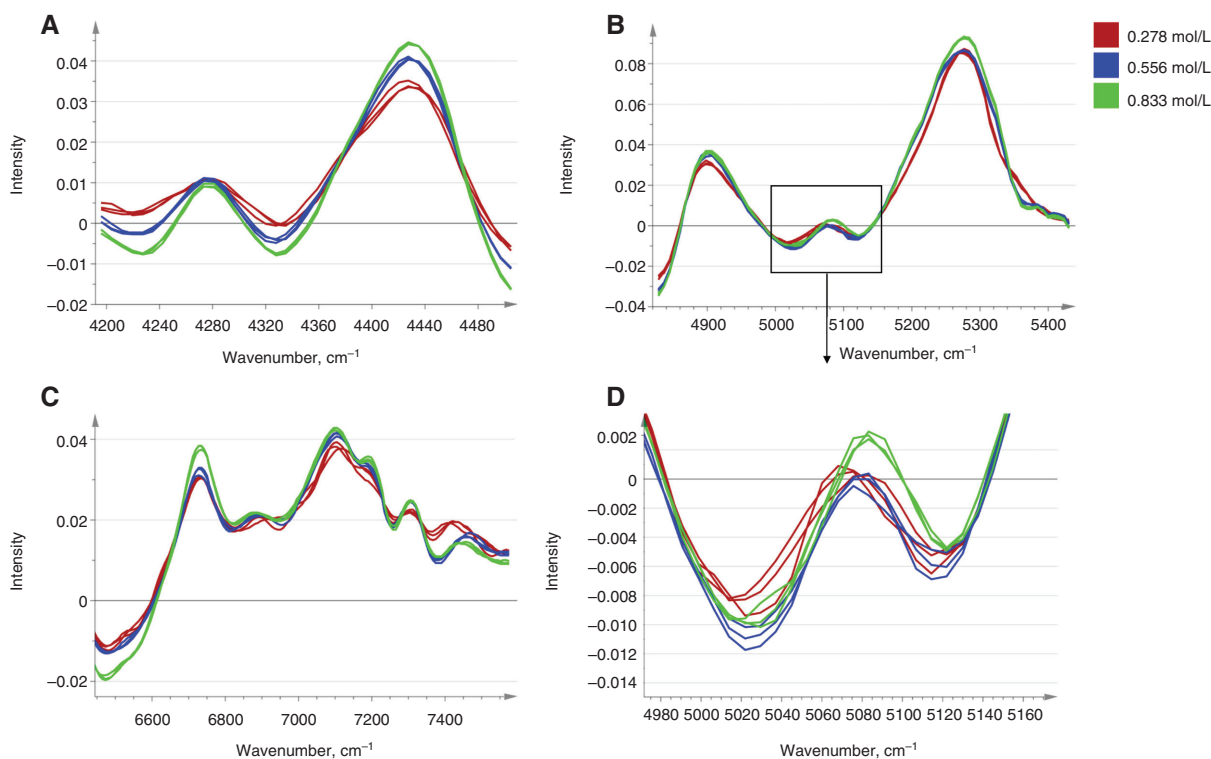 A
Intensity
0.04
0.03
0.02
0.01
0
−0.01
−0.02
4200 4240 4280 4320 4360 4400 4440 4480
Wavenumber, cm–1
B
Intensity
0.08
0.06
0.04
0.02
0
−0.02
−0.04
4900 5000 5100 5200 5300 5400
Wavenumber, cm–1
0.278 mol/L
0.556 mol/L
0.833 mol/L
C
Intensity
0.04
0.02
0
−0.02
6600 6800 7000 7200 7400
Wavenumber, cm–1
D
Intensity
0.002
0
−0.002
−0.004
−0.006
−0.008
−0.010
−0.012
−0.014
4980 5000 5020 5040 5060 5080 5100 5120 5140 5160
Wavenumber, cm–1